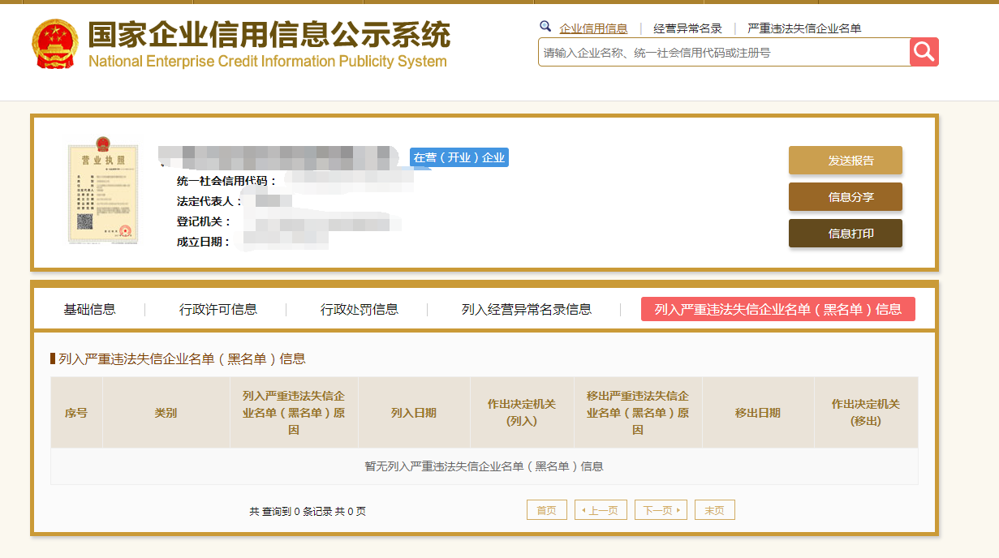 国家企业信用信息公示系统
National Enterprise Credit Information Publicity System
企业信用信息 | 经营异常名录 | 严重违法失信企业名单
请输入企业名称、统一社会信用代码或注册号
营业执照
在营（开业）企业
统一社会信用代码：
法定代表人：
登记机关：
成立日期：
发送报告
信息分享
信息打印
基础信息 | 行政许可信息 | 行政处罚信息 | 列入经营异常名录信息 | 列入严重违法失信企业名单（黑名单）信息
列入严重违法失信企业名单（黑名单）信息
序号
类别
列入严重违法失信企
业名单（黑名单）原
因
列入日期
作出决定机关
(列入)
移出严重违法失信企
业名单（黑名单）原
因
移出日期
作出决定机关
(移出)
暂无列入严重违法失信企业名单（黑名单）信息
共 查询到 0 条记录 共 0 页
首页
上一页
下一页
末页